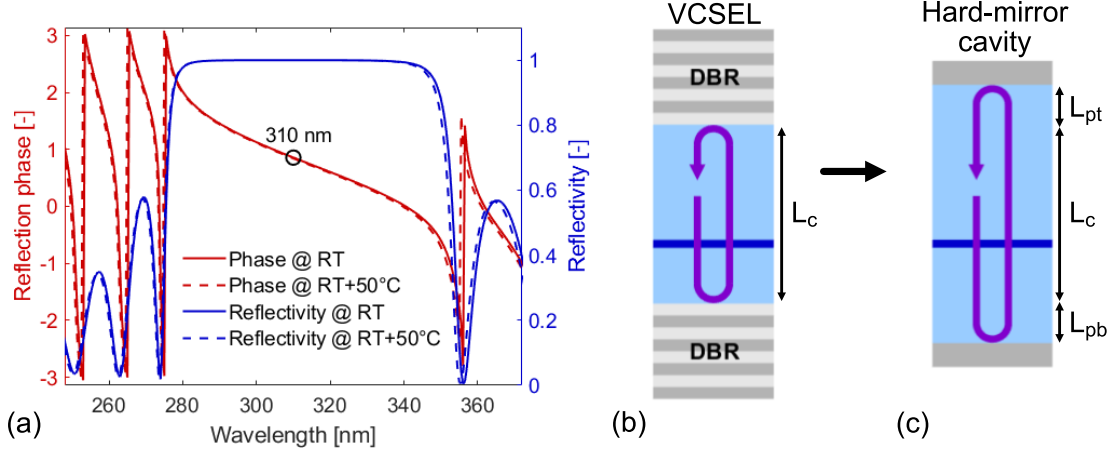 3
2
1
0
-1
-2
-3
Reflection phase [-]
310 nm
Phase @ RT
Phase @ RT+50°C
Reflectivity @ RT
Reflectivity @ RT+50°C
1
0.8
0.6
0.4
0.2
0
Reflectivity [-]
260
280
300
320
340
360
Wavelength [nm]
(a)
VCSEL
DBR
Lc
DBR
(b)
Hard-mirror
cavity
Lpt
Lc
Lpb
(c)